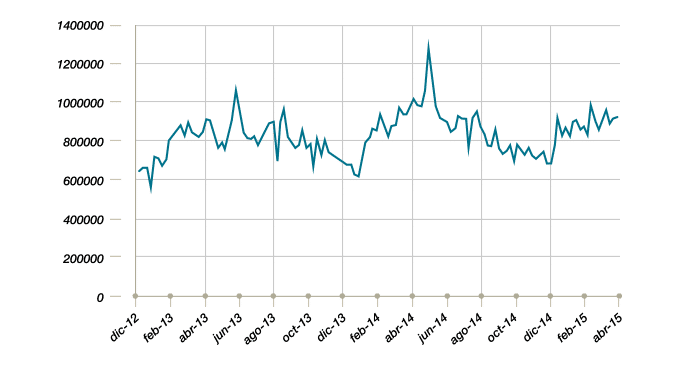 1400000
1200000
1000000
800000
600000
400000
200000
0
dic-12
feb-13
abr-13
jun-13
ago-13
oct-13
dic-13
feb-14
abr-14
jun-14
ago-14
oct-14
dic-14
feb-15
abr-15